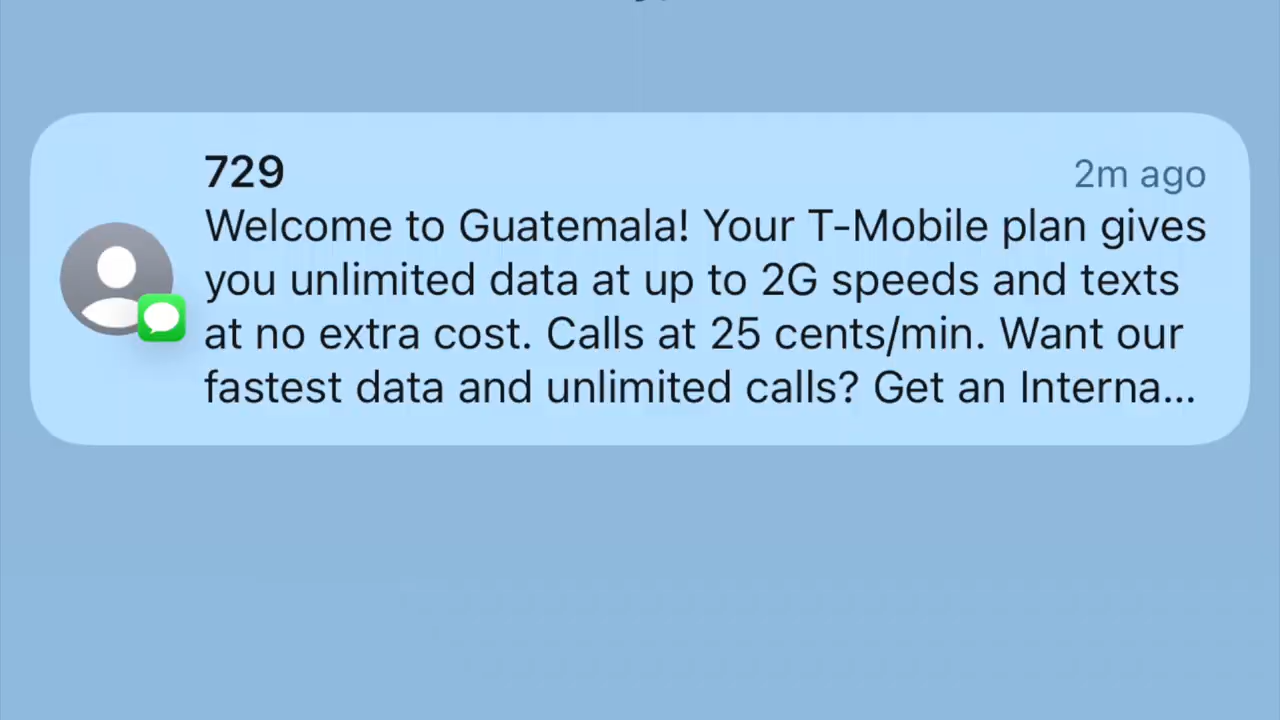 729
2m ago
Welcome to Guatemala! Your T-Mobile plan gives
you unlimited data at up to 2G speeds and texts
at no extra cost. Calls at 25 cents/min. Want our
fastest data and unlimited calls? Get an Interna...